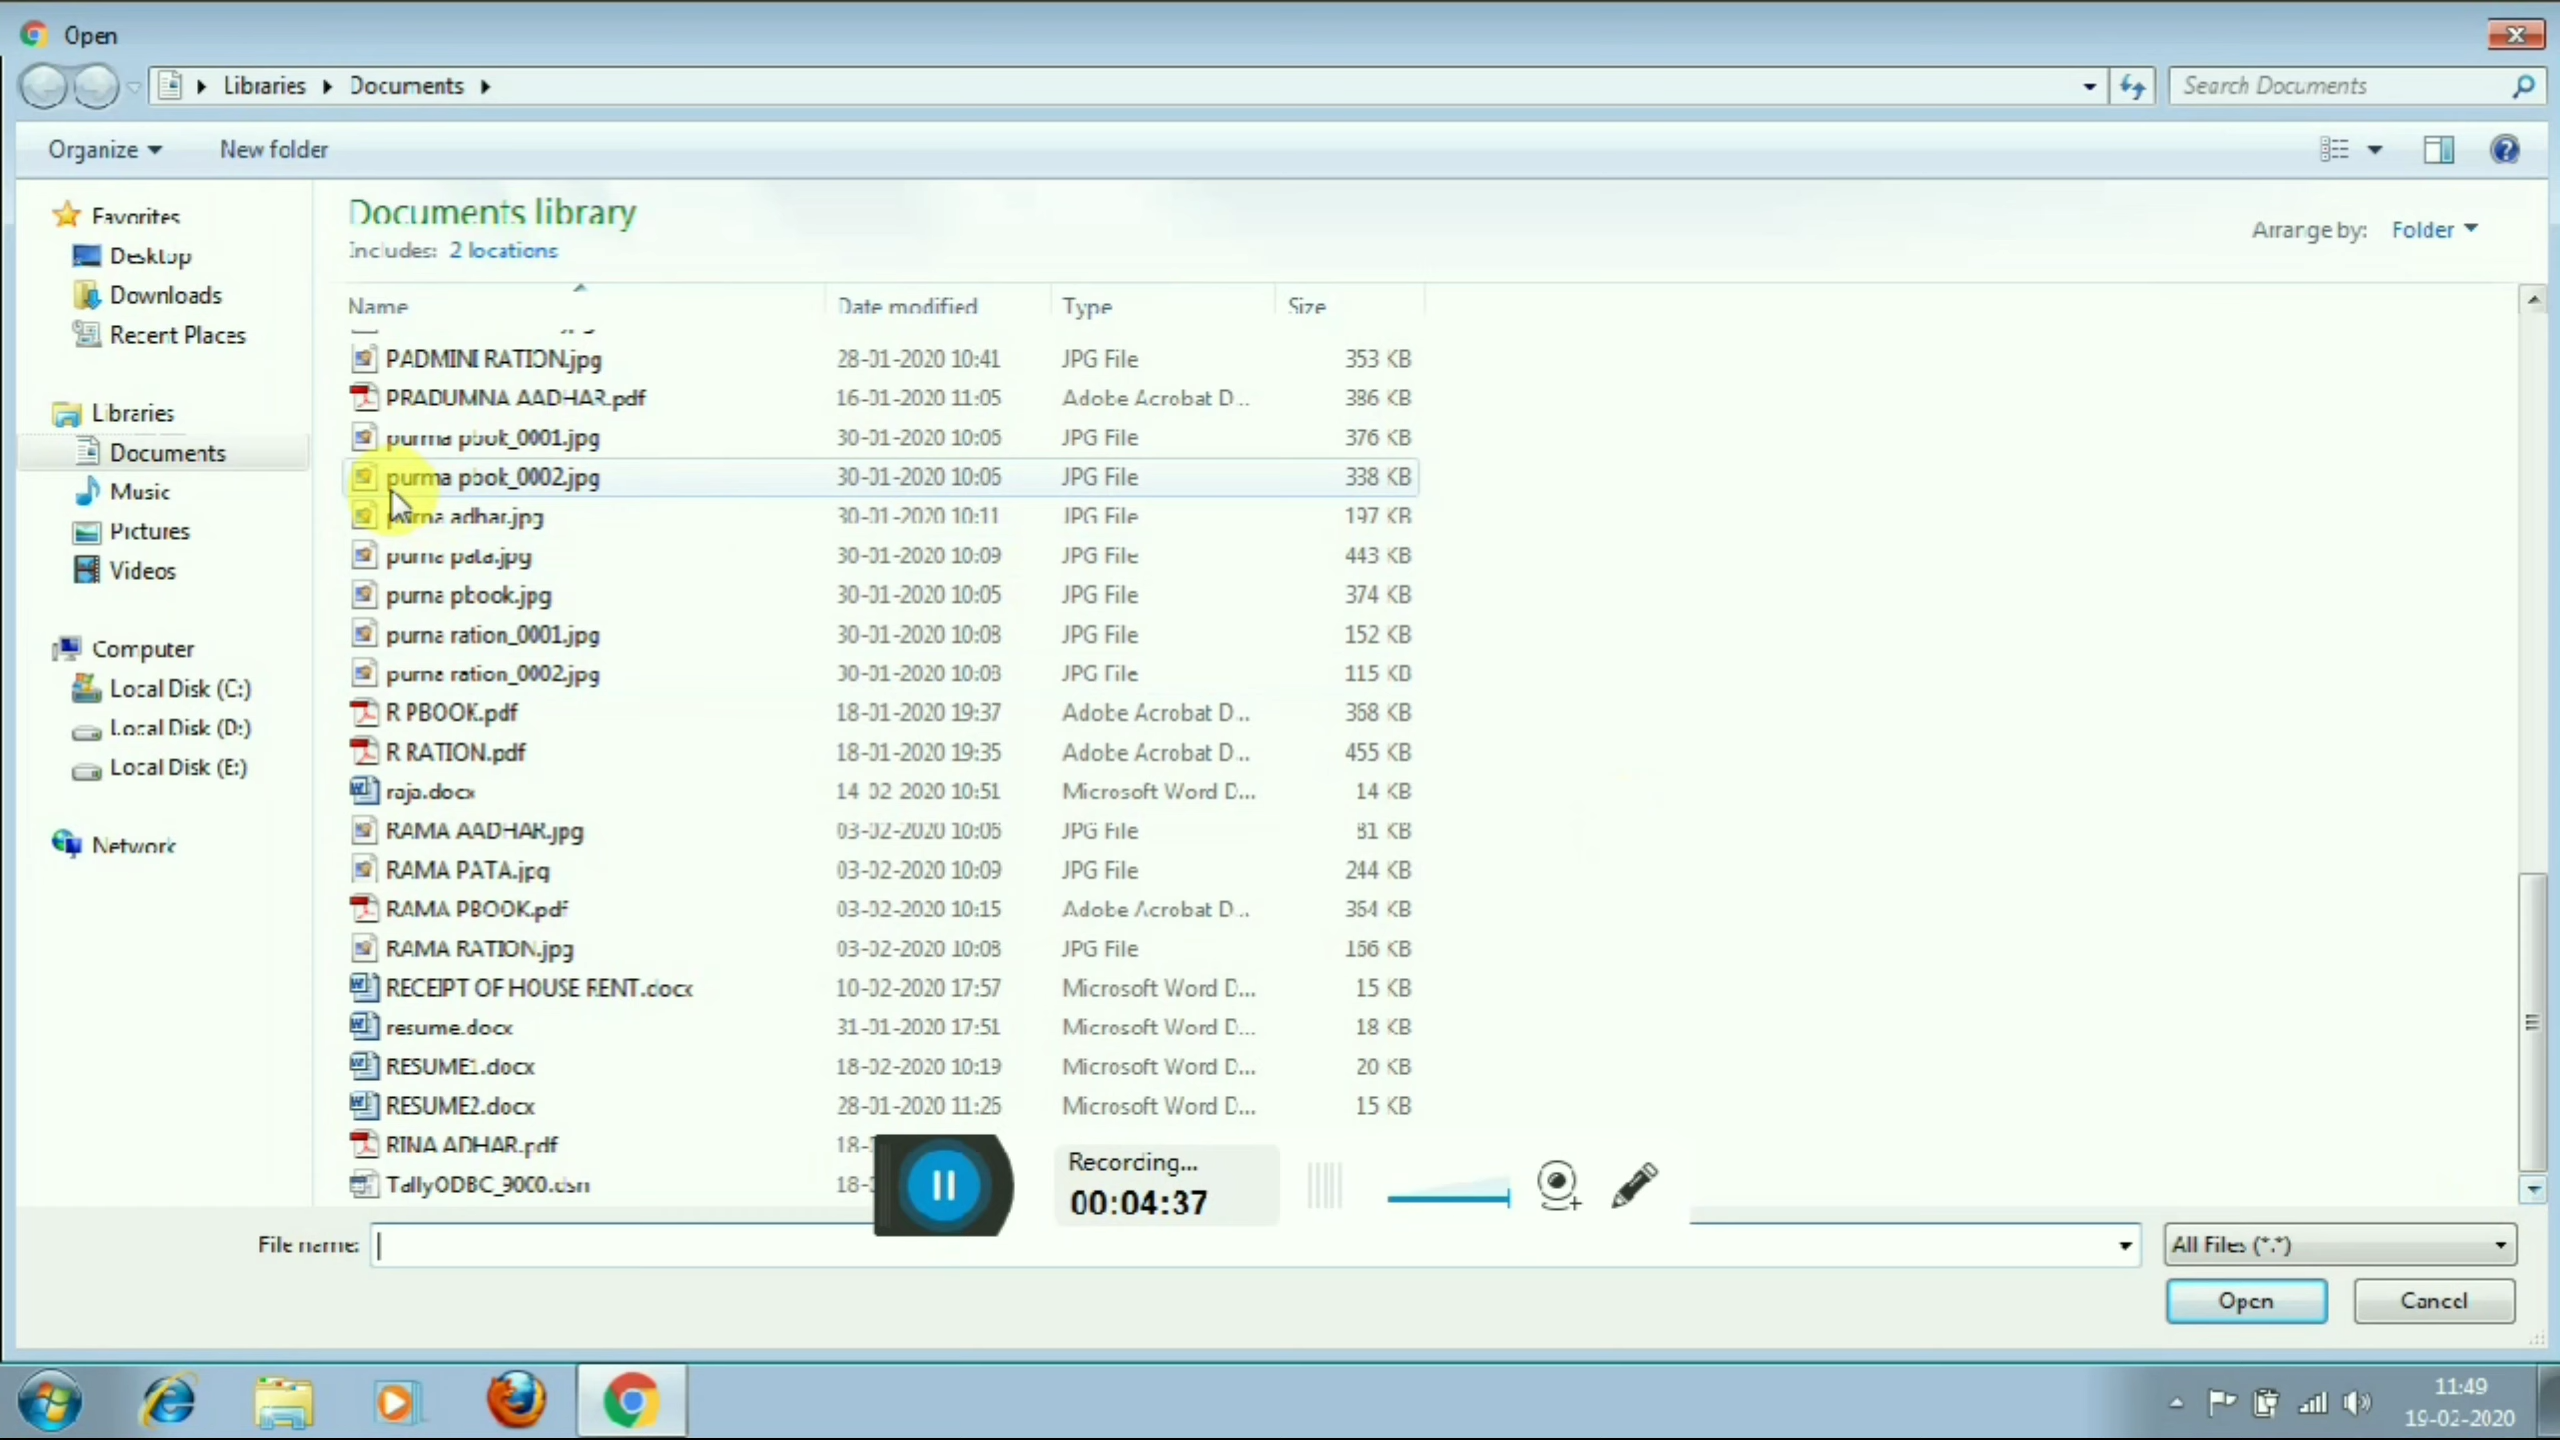 Open
Libraries Documents
Search Documents
Organize New folder
Favorites
Desktop
Downloads
Recent Places
Libraries
Documents
Music
Pictures
Videos
Computer
Local Disk (C:)
Local Disk (D:)
Local Disk (E:)
Network
Documents library
Includes: 2 locations
Arrange by: Folder
Name Date modified Type Size
PADMINI RATION.jpg 28-01-2020 10:41 JPG File 353 KB
PRADUMNA AADHAR.pdf 16-01-2020 11:05 Adobe Acrobat D... 386 KB
purma pbok_0001.jpg 30-01-2020 10:05 JPG File 376 KB
purma pbok_0002.jpg 30-01-2020 10:05 JPG File 338 KB
purna adhar.jpg 30-01-2020 10:11 JPG File 197 KB
purna pata.jpg 30-01-2020 10:09 JPG File 443 KB
purna pbook.jpg 30-01-2020 10:05 JPG File 374 KB
purna ration_0001.jpg 30-01-2020 10:08 JPG File 152 KB
purna ration_0002.jpg 30-01-2020 10:08 JPG File 115 KB
R PBOOK.pdf 18-01-2020 19:37 Adobe Acrobat D... 368 KB
R RATION.pdf 18-01-2020 19:35 Adobe Acrobat D... 455 KB
raja.docx 14-02-2020 10:51 Microsoft Word D... 14 KB
RAMA AADHAR.jpg 03-02-2020 10:06 JPG File 81 KB
RAMA PATA.jpg 03-02-2020 10:09 JPG File 244 KB
RAMA PBOOK.pdf 03-02-2020 10:15 Adobe Acrobat D... 364 KB
RAMA RATION.jpg 03-02-2020 10:08 JPG File 166 KB
RECEIPT OF HOUSE RENT.docx 10-02-2020 17:57 Microsoft Word D... 15 KB
resume.docx 31-01-2020 17:51 Microsoft Word D... 18 KB
RESUME1.docx 18-02-2020 10:19 Microsoft Word D... 20 KB
RESUME2.docx 28-01-2020 11:26 Microsoft Word D... 15 KB
RINA ADHAR.pdf 18-
TallyODBC_9000.dsn 18-
Recording...
00:04:37
File name:
All Files (*.*)
Open Cancel
11:49
19-02-2020